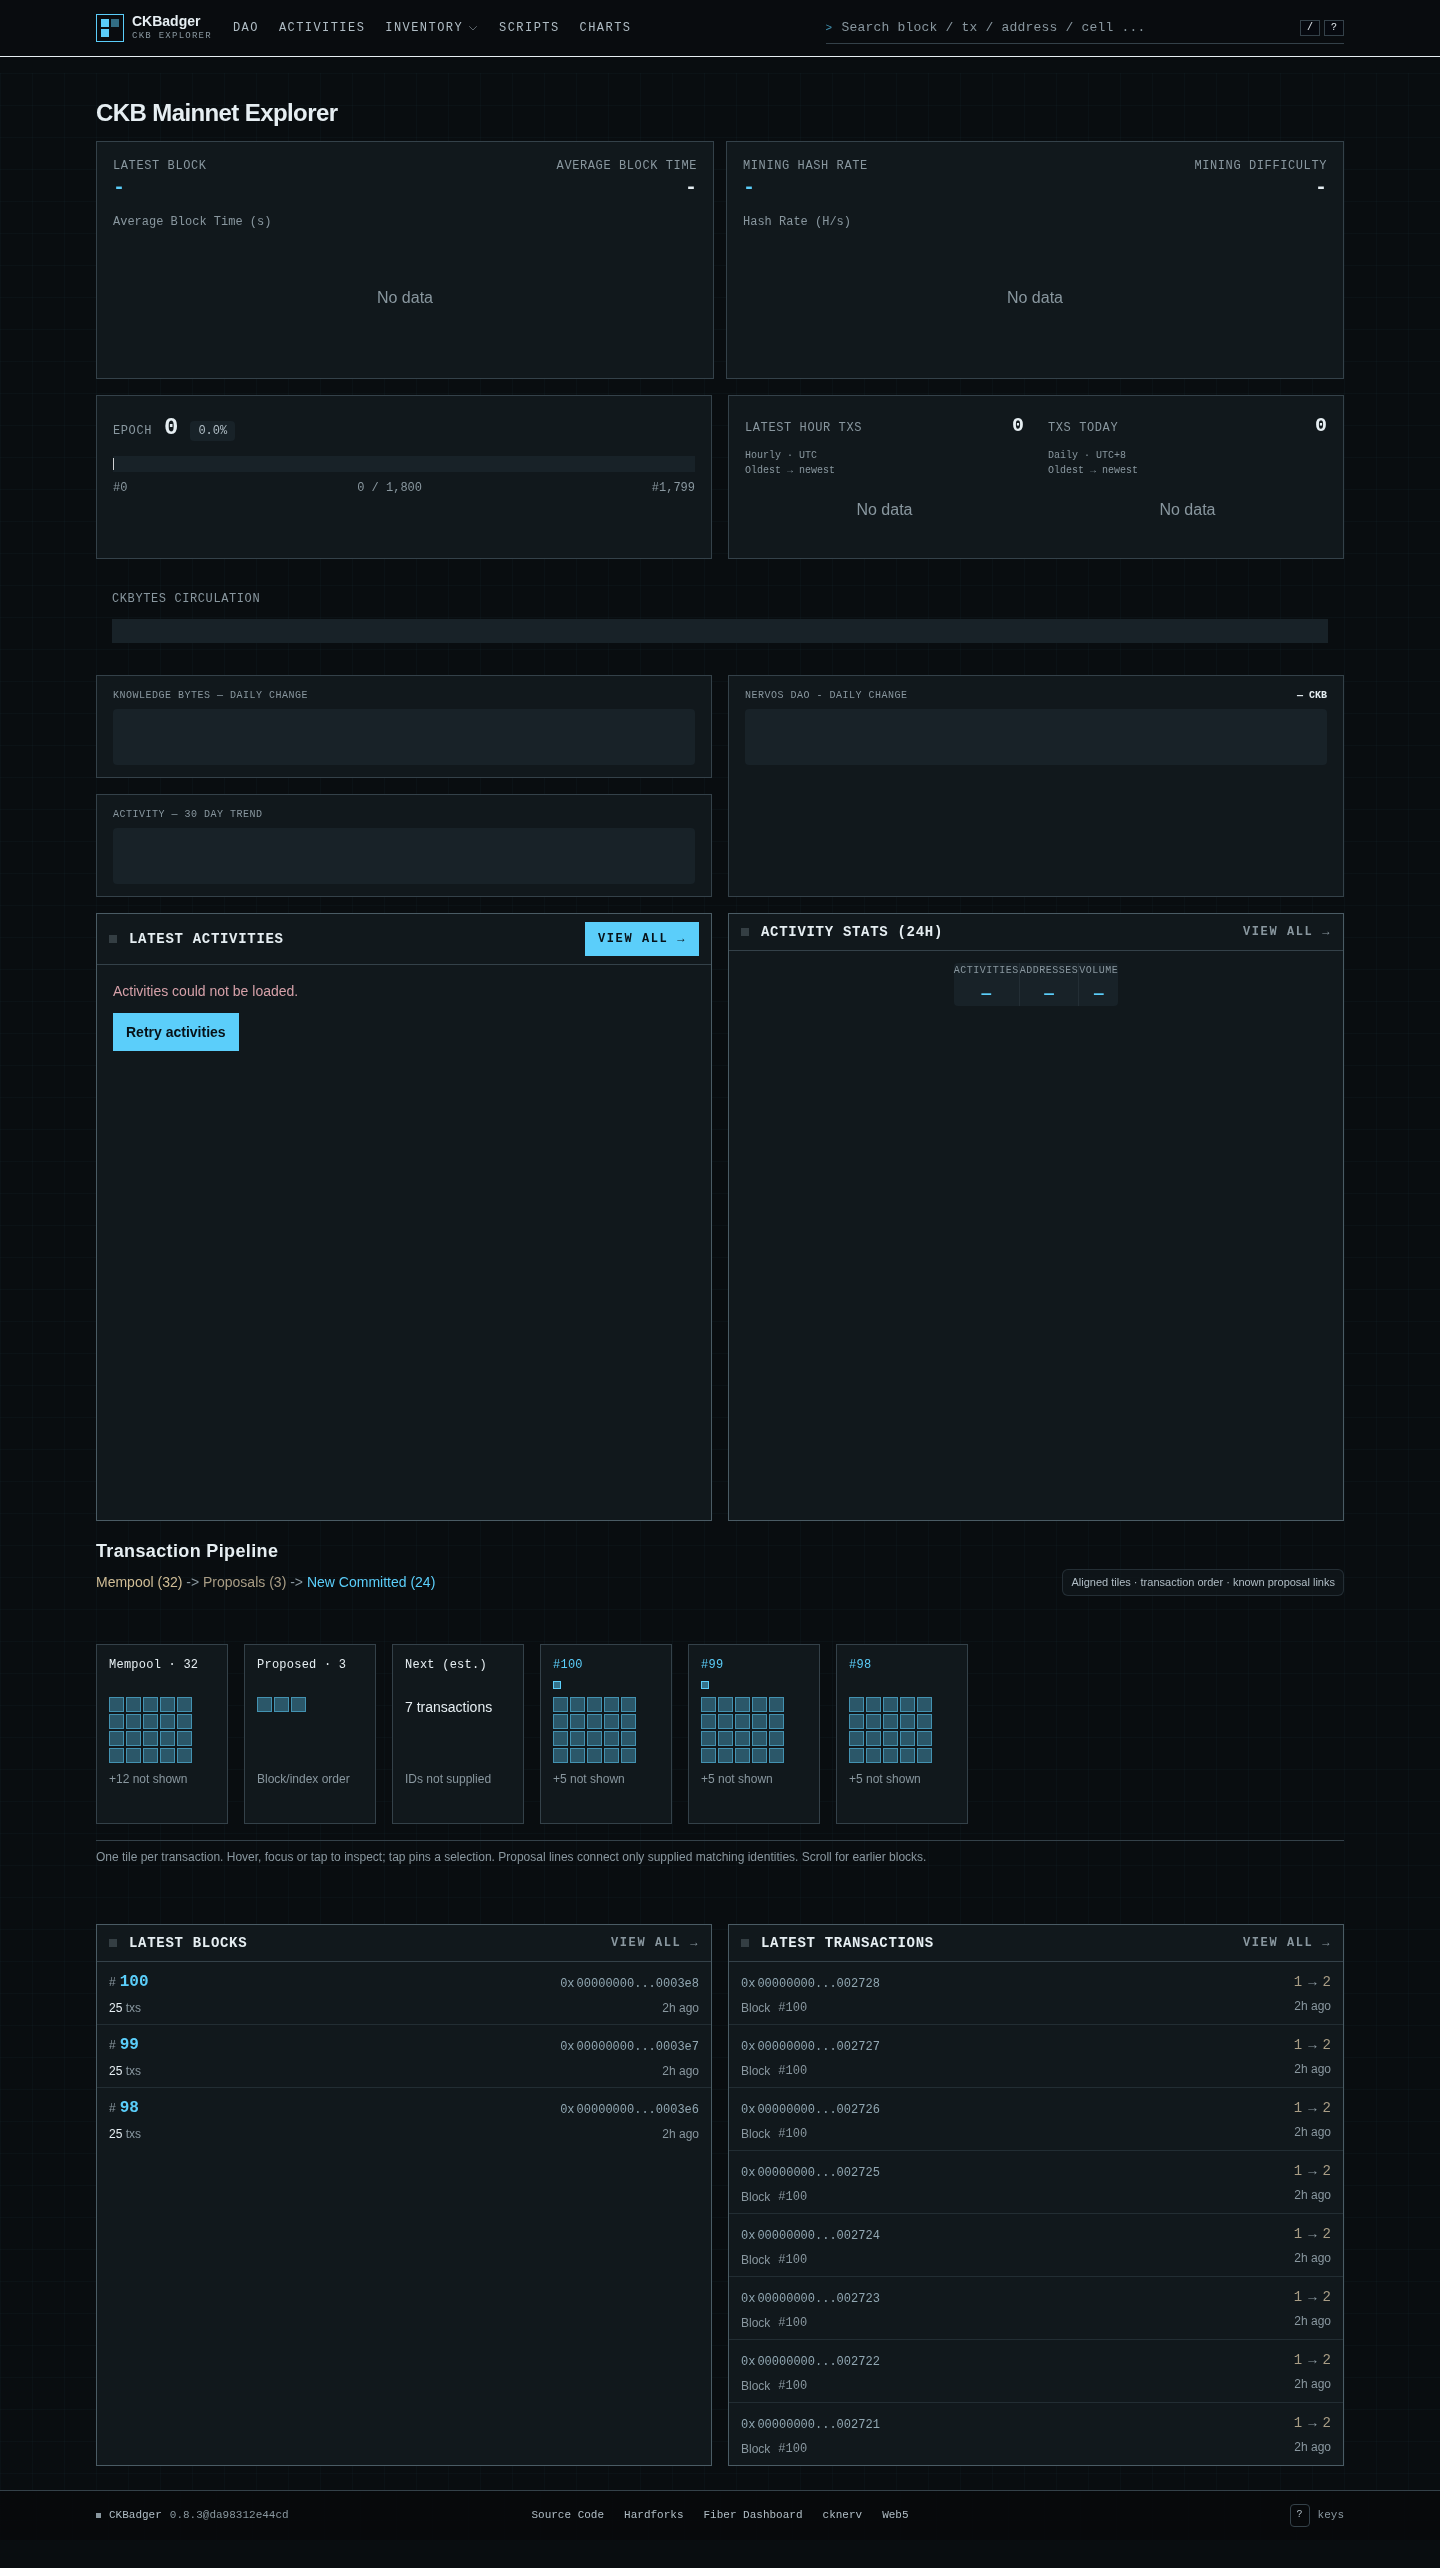 CKBadger
CKB EXPLORER
DAO ACTIVITIES INVENTORY SCRIPTS CHARTS
> Search block / tx / address / cell ... / ?
CKB Mainnet Explorer
LATEST BLOCK AVERAGE BLOCK TIME
- -
Average Block Time (s)
No data
MINING HASH RATE MINING DIFFICULTY
- -
Hash Rate (H/s)
No data
EPOCH 0 0.0%
#0 0 / 1,800 #1,799
LATEST HOUR TXS 0
Hourly · UTC
Oldest → newest
No data
TXS TODAY 0
Daily · UTC+8
Oldest → newest
No data
CKBYTES CIRCULATION
KNOWLEDGE BYTES — DAILY CHANGE
NERVOS DAO - DAILY CHANGE — CKB
ACTIVITY — 30 DAY TREND
LATEST ACTIVITIES VIEW ALL →
Activities could not be loaded.
Retry activities
ACTIVITY STATS (24H) VIEW ALL →
ACTIVITIES ADDRESSES VOLUME
— — —
Transaction Pipeline
Mempool (32) -> Proposals (3) -> New Committed (24)
Aligned tiles · transaction order · known proposal links
Mempool · 32
+12 not shown
Proposed · 3
Block/index order
Next (est.)
7 transactions
IDs not supplied
#100
+5 not shown
#99
+5 not shown
#98
+5 not shown
One tile per transaction. Hover, focus or tap to inspect; tap pins a selection. Proposal lines connect only supplied matching identities. Scroll for earlier blocks.
LATEST BLOCKS VIEW ALL →
# 100 0x00000000...0003e8
25 txs 2h ago
# 99 0x00000000...0003e7
25 txs 2h ago
# 98 0x00000000...0003e6
25 txs 2h ago
LATEST TRANSACTIONS VIEW ALL →
0x00000000...002728 1 → 2
Block #100 2h ago
0x00000000...002727 1 → 2
Block #100 2h ago
0x00000000...002726 1 → 2
Block #100 2h ago
0x00000000...002725 1 → 2
Block #100 2h ago
0x00000000...002724 1 → 2
Block #100 2h ago
0x00000000...002723 1 → 2
Block #100 2h ago
0x00000000...002722 1 → 2
Block #100 2h ago
0x00000000...002721 1 → 2
Block #100 2h ago
CKBadger 0.8.3@da98312e44cd
Source Code Hardforks Fiber Dashboard cknerv Web5
? keys